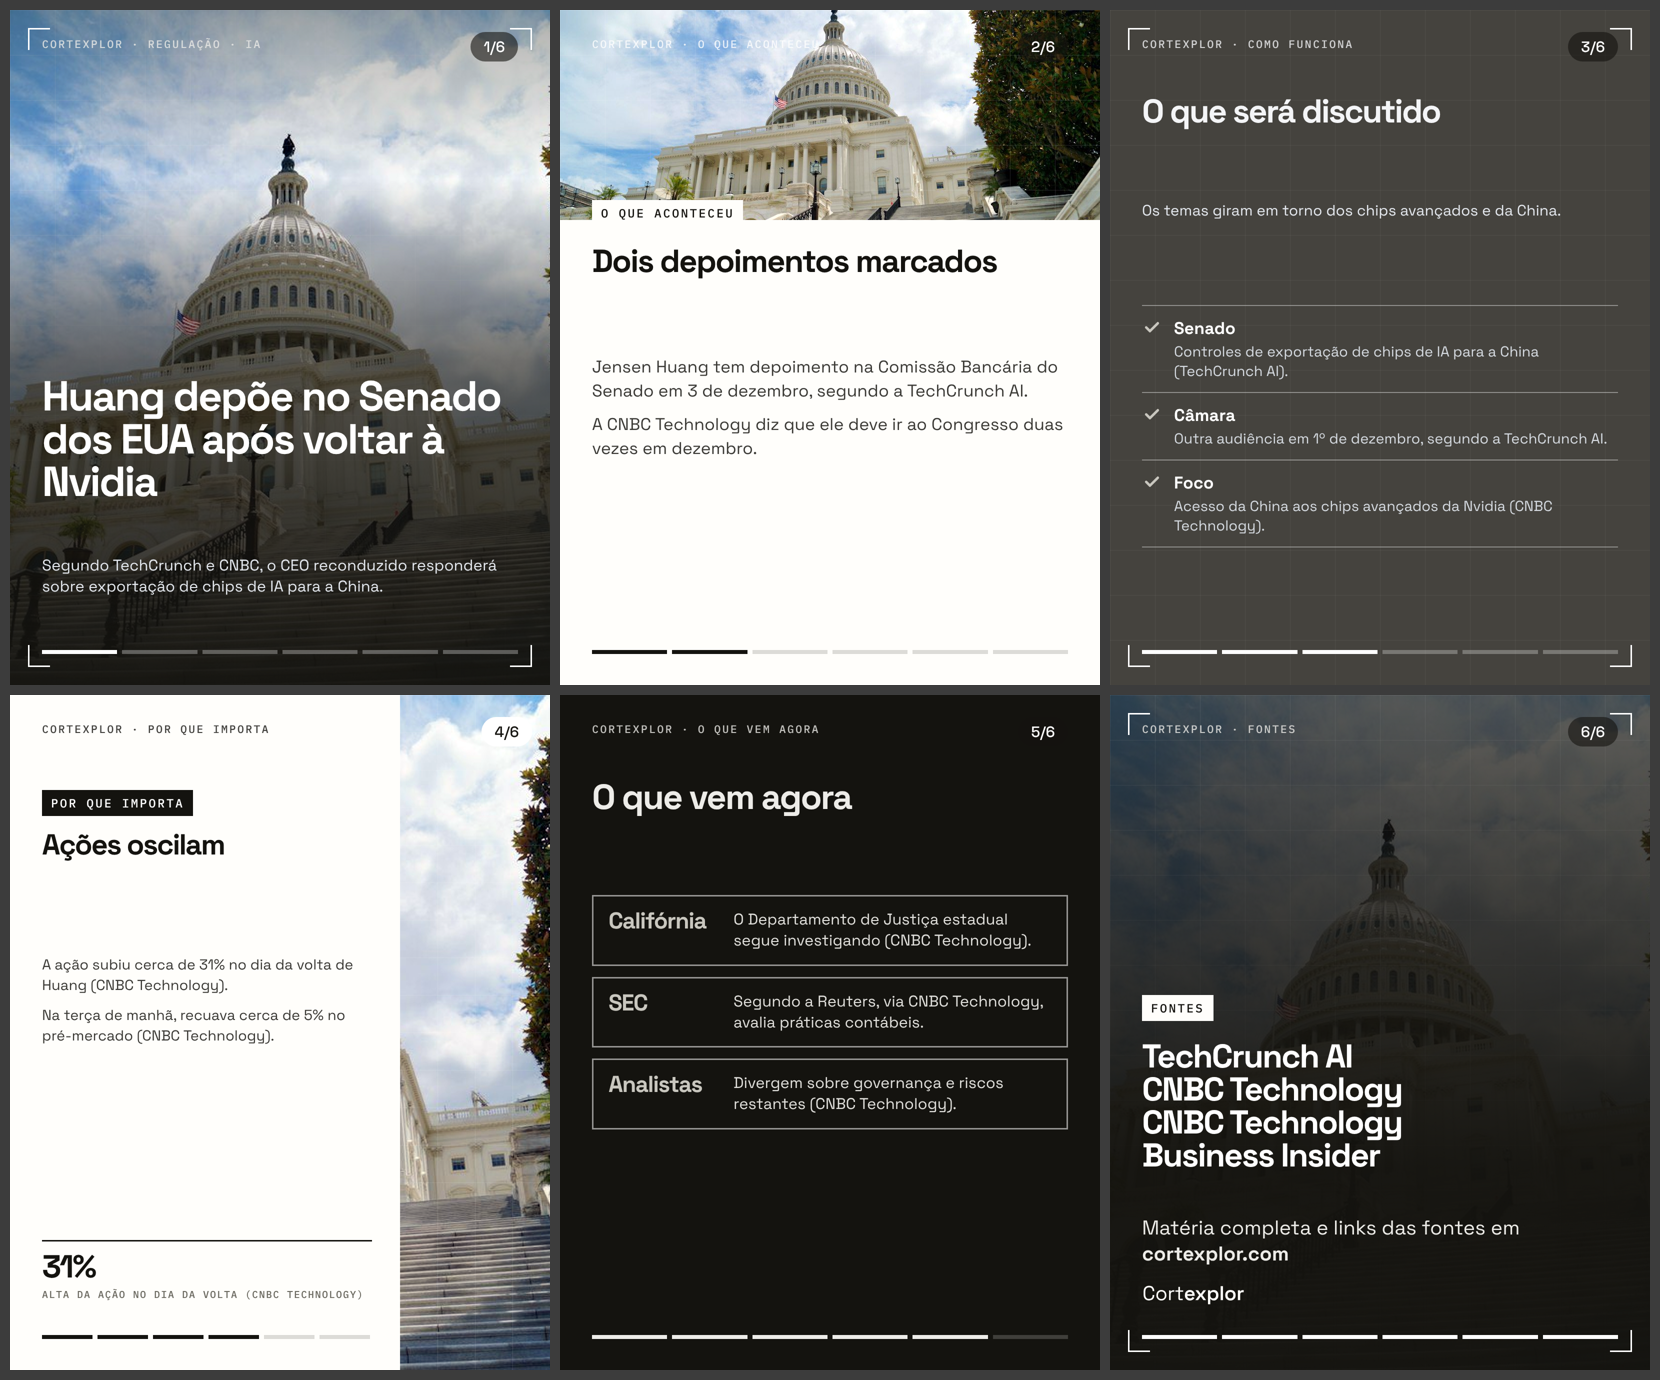 CORTEXPLOR · REGULAÇÃO · IA
1/6
Huang depõe no Senado
dos EUA após voltar à
Nvidia
Segundo TechCrunch e CNBC, o CEO reconduzido responderá
sobre exportação de chips de IA para a China.
CORTEXPLOR · O QUE ACONTECEU
2/6
O QUE ACONTECEU
Dois depoimentos marcados
Jensen Huang tem depoimento na Comissão Bancária do
Senado em 3 de dezembro, segundo a TechCrunch AI.
A CNBC Technology diz que ele deve ir ao Congresso duas
vezes em dezembro.
CORTEXPLOR · COMO FUNCIONA
3/6
O que será discutido
Os temas giram em torno dos chips avançados e da China.
Senado
Controles de exportação de chips de IA para a China
(TechCrunch AI).
Câmara
Outra audiência em 1º de dezembro, segundo a TechCrunch AI.
Foco
Acesso da China aos chips avançados da Nvidia (CNBC
Technology).
CORTEXPLOR · POR QUE IMPORTA
4/6
POR QUE IMPORTA
Ações oscilam
A ação subiu cerca de 31% no dia da volta de
Huang (CNBC Technology).
Na terça de manhã, recuava cerca de 5% no
pré-mercado (CNBC Technology).
31%
ALTA DA AÇÃO NO DIA DA VOLTA (CNBC TECHNOLOGY)
CORTEXPLOR · O QUE VEM AGORA
5/6
O que vem agora
Califórnia
O Departamento de Justiça estadual
segue investigando (CNBC Technology).
SEC
Segundo a Reuters, via CNBC Technology,
avalia práticas contábeis.
Analistas
Divergem sobre governança e riscos
restantes (CNBC Technology).
CORTEXPLOR · FONTES
6/6
FONTES
TechCrunch AI
CNBC Technology
CNBC Technology
Business Insider
Matéria completa e links das fontes em
cortexplor.com
Cortexplor